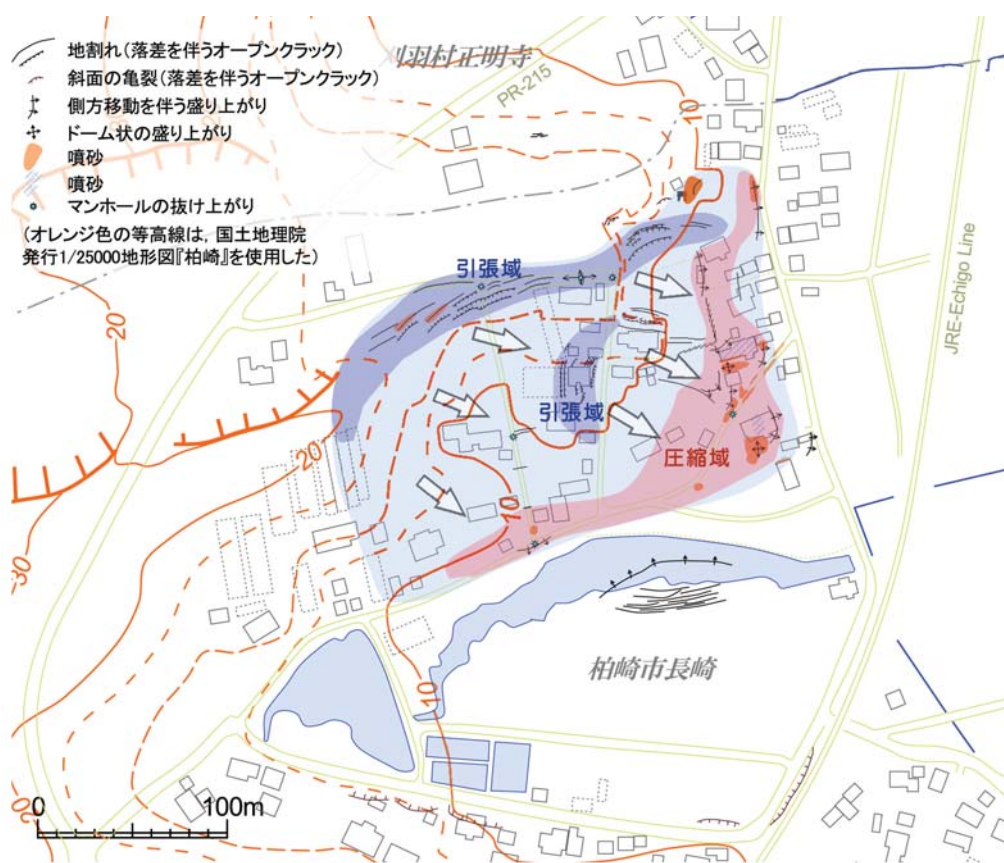 地割れ(落差を伴うオープンクラック)
斜面の亀裂(落差を伴うオープンクラック)
側方移動を伴う盛り上がり
ドーム状の盛り上がり
噴砂
噴砂
マンホールの抜け上がり
(オレンジ色の等高線は,国土地理院
発行1/25000地形図『柏崎』を使用した)
刈羽村正明寺
PR-215
10
20
引張域
引張域
圧縮域
JRE-Echigo Line
20
30
10
10
柏崎市長崎
20
0 100m